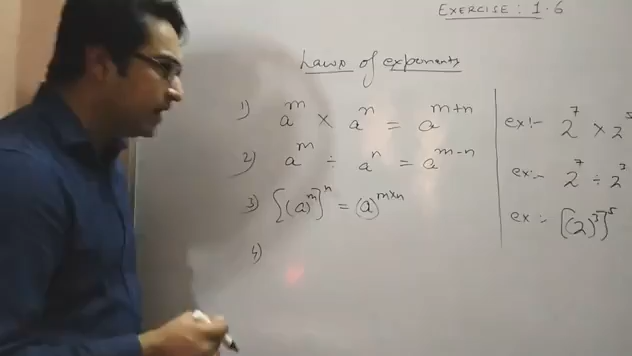 EXERCISE : 1.6
Laws of exponents
1) a^m × a^n = a^{m+n} ex:- 2^7 × 2^5
2) a^m ÷ a^n = a^{m-n} ex:- 2^7 ÷ 2^3
3) {(a)^m}^n = (a)^{m×n} ex:- [(2)^3]^5
4)